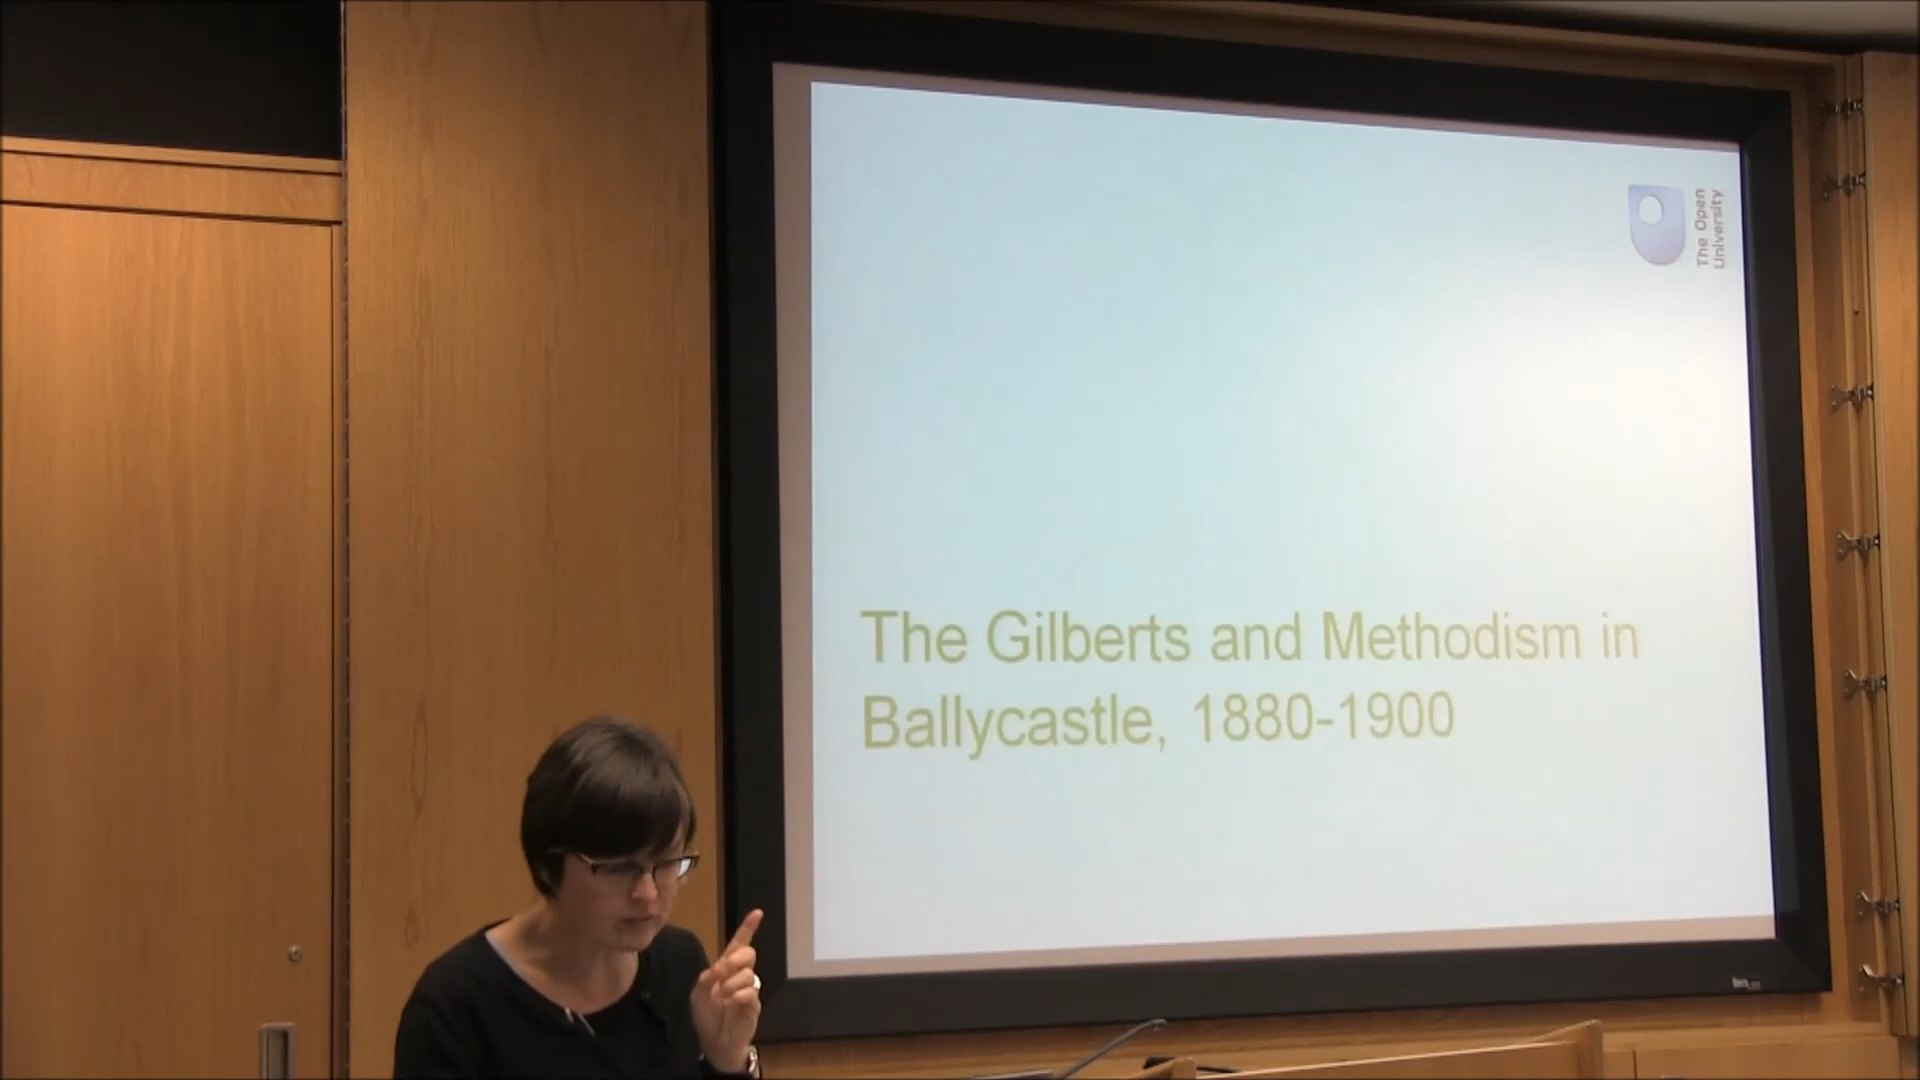 The Open
University
The Gilberts and Methodism in
Ballycastle, 1880-1900